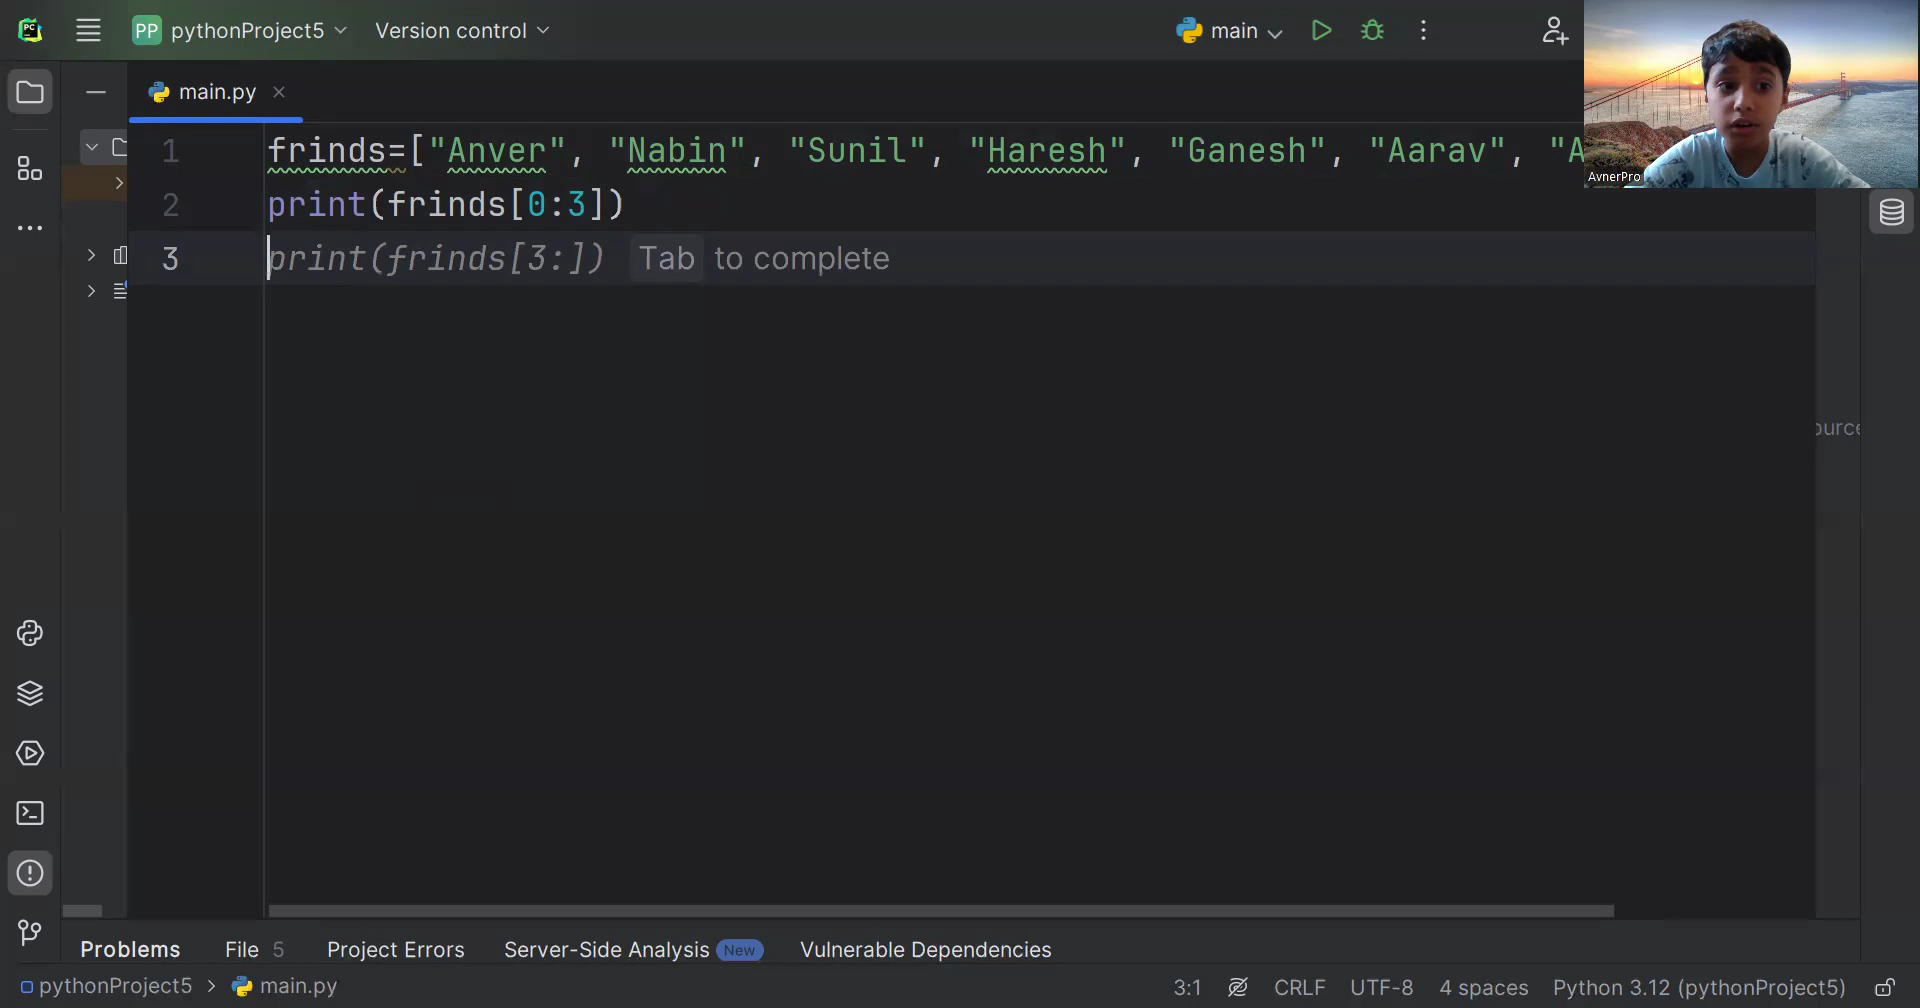 PC
PP pythonProject5 Version control main
main.py
AvnerPro
1 frinds=["Anver", "Nabin", "Sunil", "Haresh", "Ganesh", "Aarav", "A
2 print(frinds[0:3])
3 print(frinds[3:]) Tab to complete
ource
Problems File 5 Project Errors Server-Side Analysis New Vulnerable Dependencies
pythonProject5 > main.py 3:1 CRLF UTF-8 4 spaces Python 3.12 (pythonProject5)